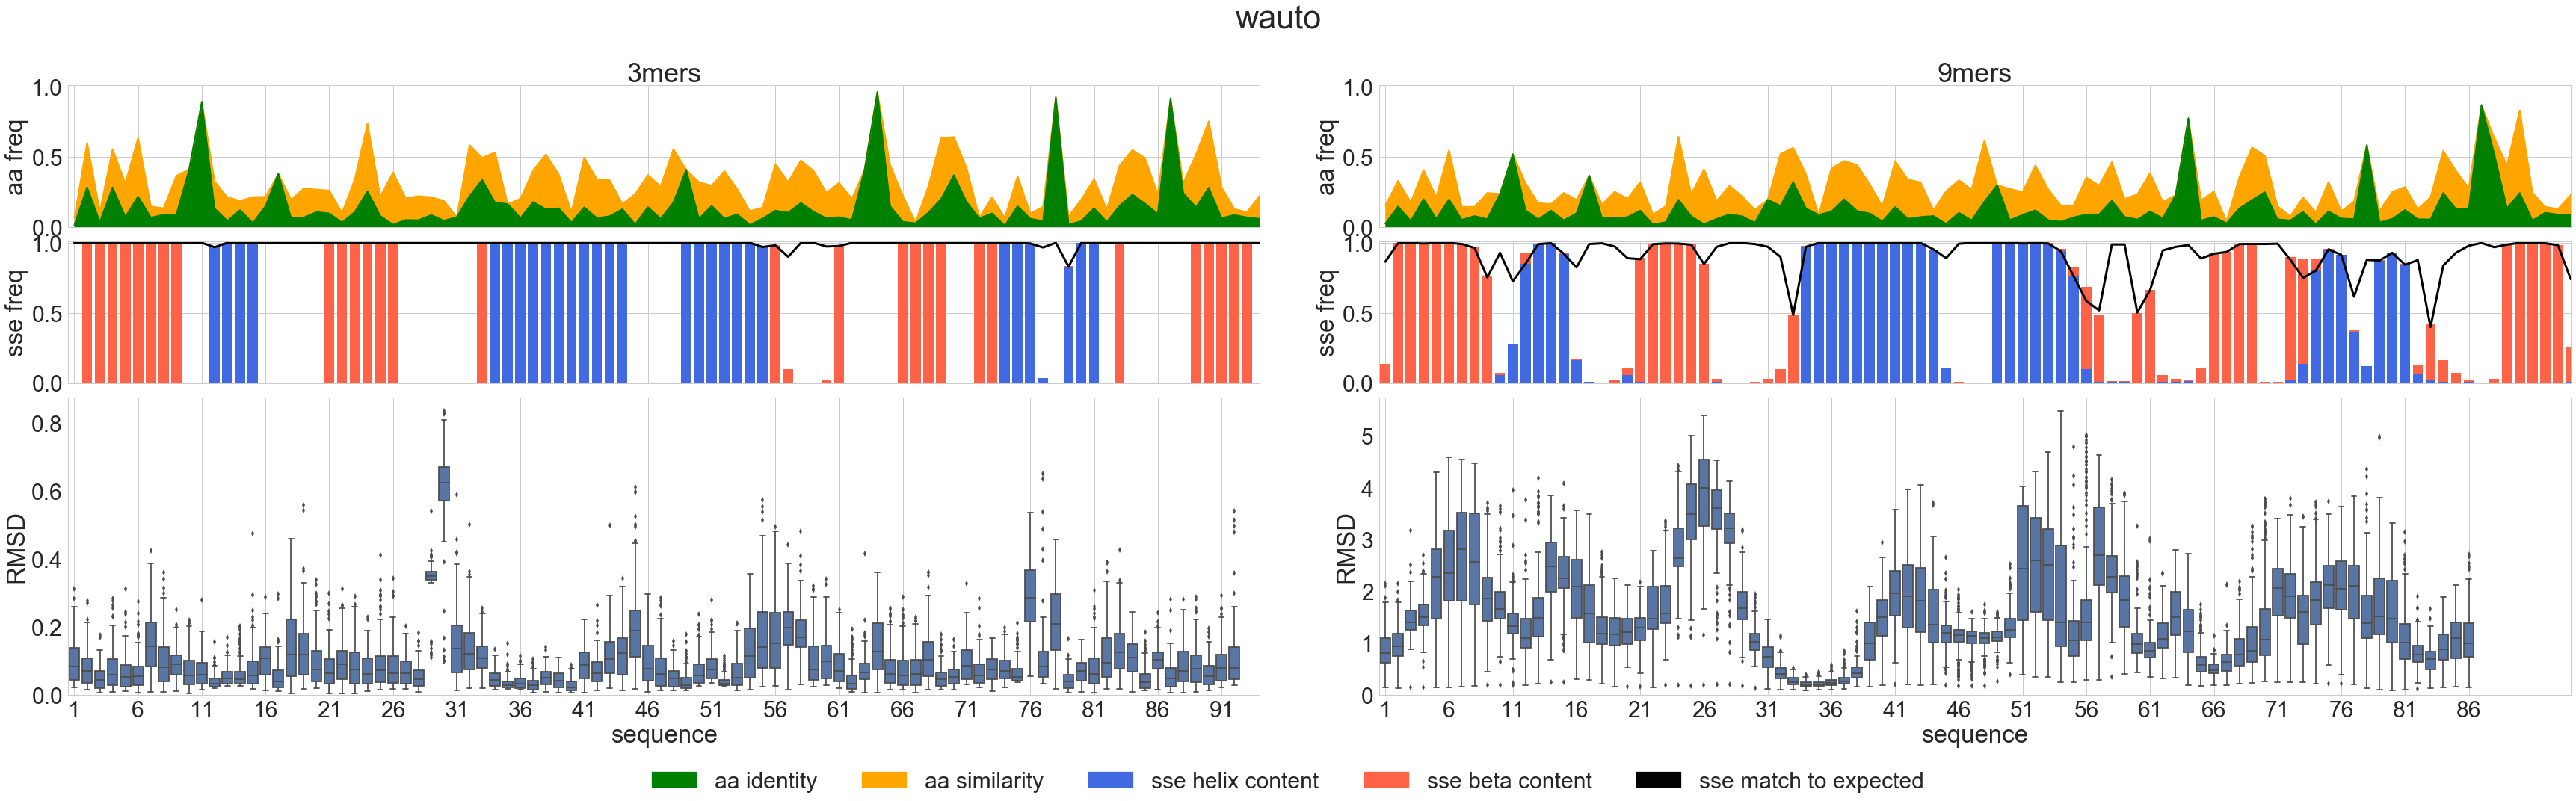 wauto
3mers
9mers
1.0
0.5
0.0
aa freq
1.0
0.5
0.0
aa freq
1.0
0.5
0.0
sse freq
1.0
0.5
0.0
sse freq
0.8
0.6
0.4
0.2
0.0
RMSD
5
4
3
2
1
0
RMSD
1 6 11 16 21 26 31 36 41 46 51 56 61 66 71 76 81 86 91
1 6 11 16 21 26 31 36 41 46 51 56 61 66 71 76 81 86
sequence
sequence
aa identity aa similarity sse helix content sse beta content sse match to expected